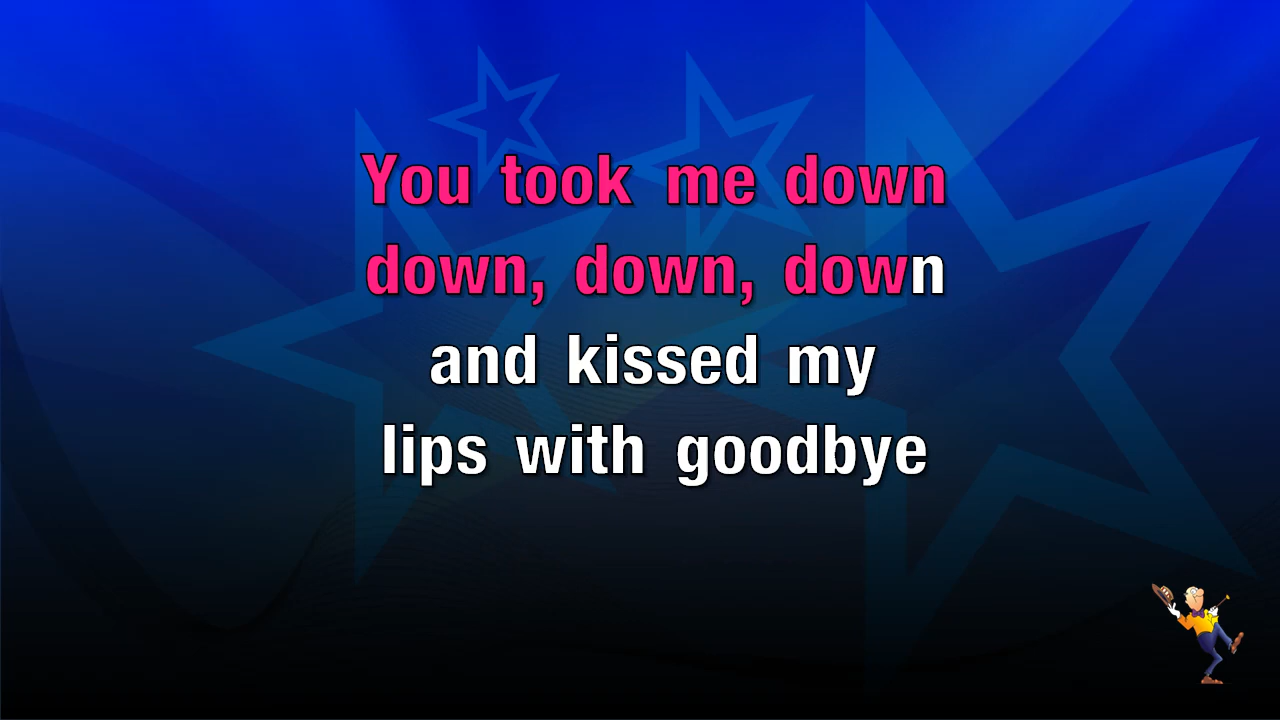 You took me down
down, down, down
and kissed my
lips with goodbye